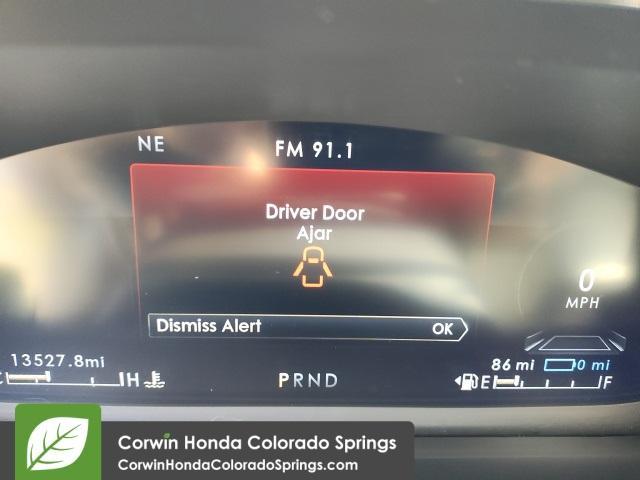 NE
FM 91.1
Driver Door
Ajar
0
MPH
Dismiss Alert OK
13527.8mi
86 mi 0 mi
C H
PRND
E F
Corwin Honda Colorado Springs
CorwinHondaColoradoSprings.com